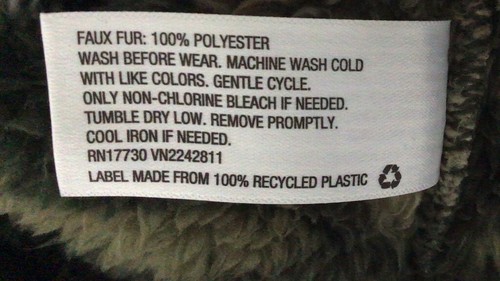 FAUX FUR: 100% POLYESTER
WASH BEFORE WEAR. MACHINE WASH COLD
WITH LIKE COLORS. GENTLE CYCLE.
ONLY NON-CHLORINE BLEACH IF NEEDED.
TUMBLE DRY LOW. REMOVE PROMPTLY.
COOL IRON IF NEEDED.
RN17730 VN2242811
LABEL MADE FROM 100% RECYCLED PLASTIC